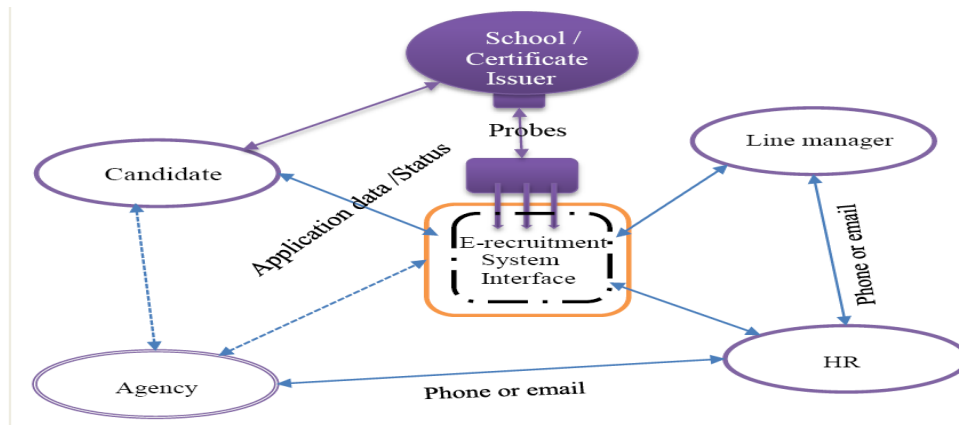 School /
Certificate
Issuer
Probes
Line manager
Candidate
Application data /Status
E-recruitment
System
Interface
Phone or email
Agency
Phone or email
HR